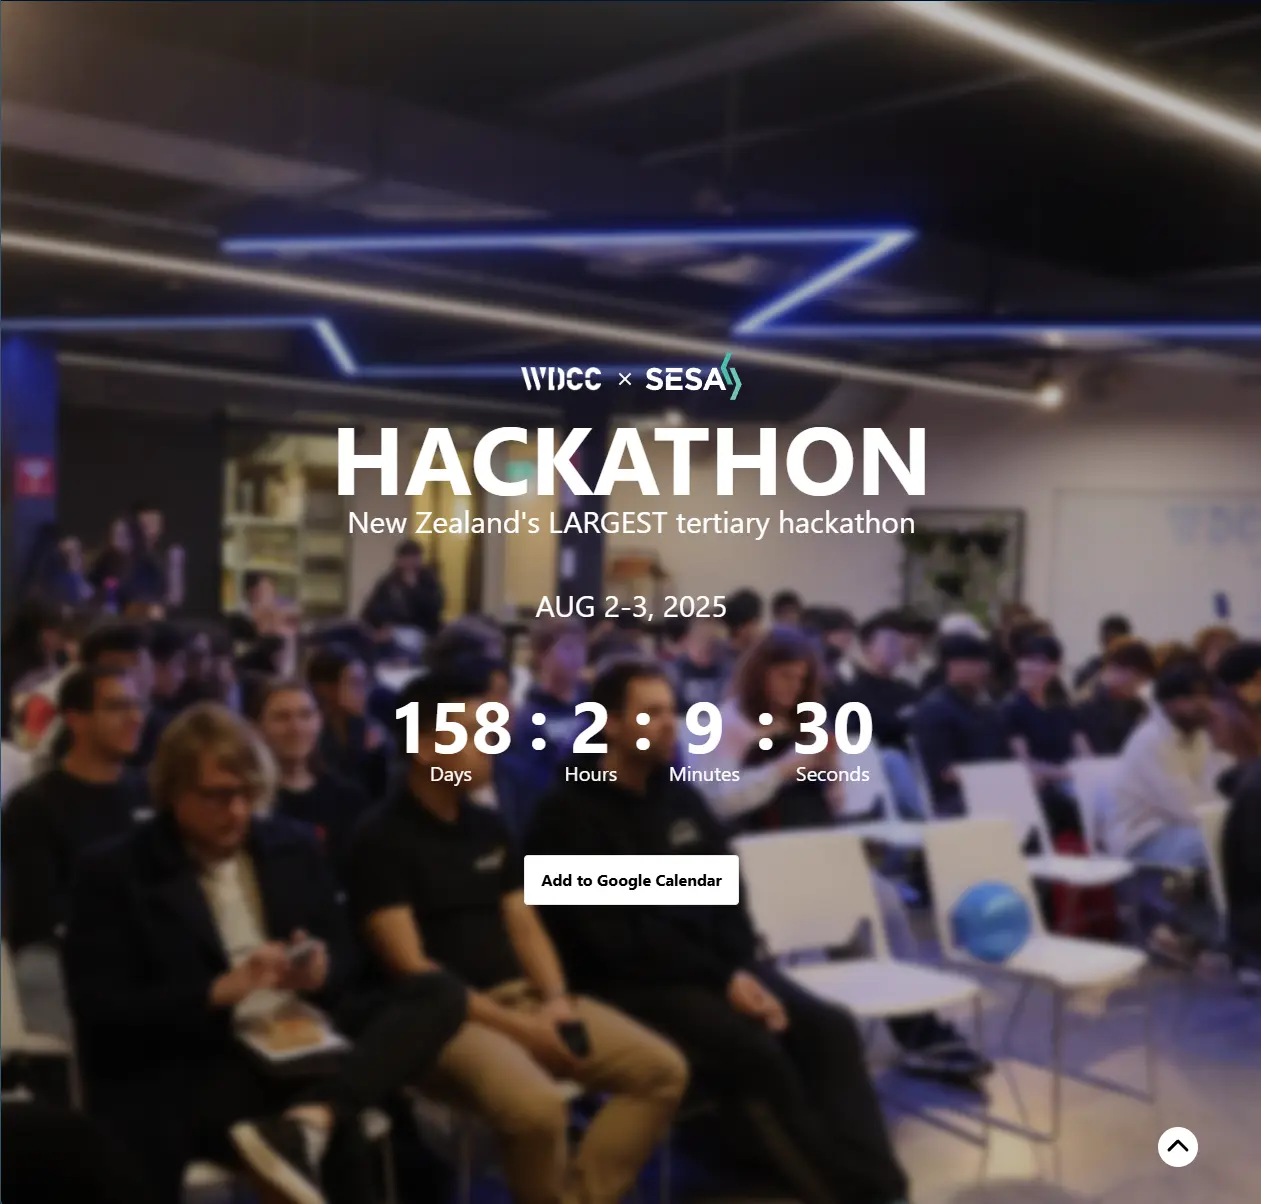 WDCC × SESA
HACKATHON
New Zealand's LARGEST tertiary hackathon
AUG 2-3, 2025
158 : 2 : 9 : 30
Days Hours Minutes Seconds
Add to Google Calendar